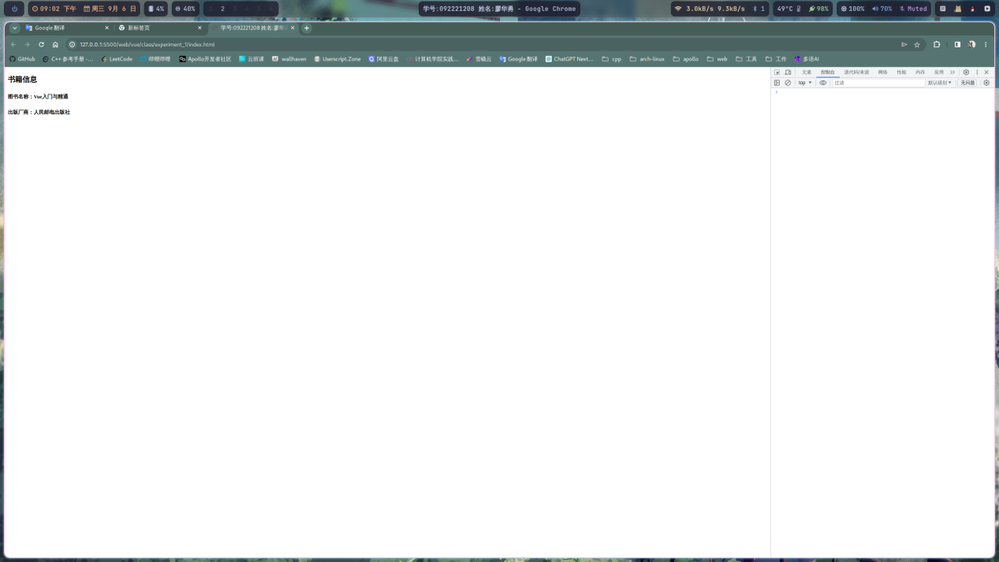 09:02 下午 周三 9月 6 日 4% 40% 2 学号:092221208 姓名:廖华勇 - Google Chrome 3.0kB/s 9.3kB/s 1 49°C 98% 100% 70% Muted
Google 翻译 新标签页 学号:092221208 姓名:廖华
127.0.0.1:5500/web/vue/class/experiment_1/index.html
GitHub C++ 参考手册 -... LeetCode 哔哩哔哩 Apollo开发者社区 云班课 wallhaven Userscript.Zone 阿里云盘 计算机学院实践... 雪橇云 Google 翻译 ChatGPT Next... cpp arch-linux apollo web 工具 工作 多语AI
元素 控制台 源代码/来源 网络 性能 内存 应用
top 过滤 默认级别 无问题
书籍信息
图书名称：Vue入门与精通
出版厂商：人民邮电出版社